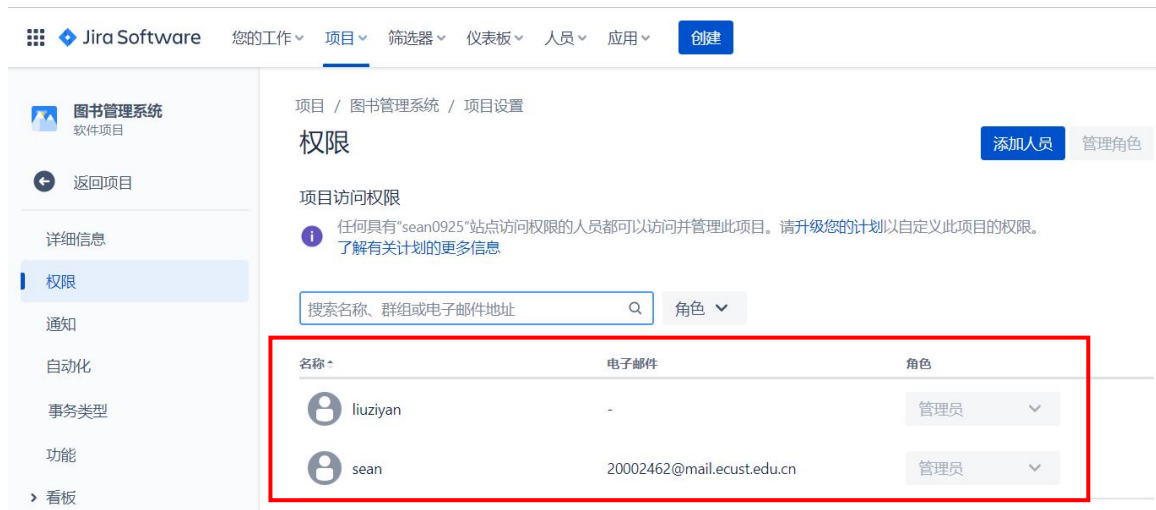 Jira Software 您的工作 项目 筛选器 仪表板 人员 应用 创建
图书管理系统
软件项目
返回项目
详细信息
权限
通知
自动化
事务类型
功能
看板
项目 / 图书管理系统 / 项目设置
权限
添加人员 管理角色
项目访问权限
任何具有"sean0925"站点访问权限的人员都可以访问并管理此项目。请升级您的计划以自定义此项目的权限。
了解有关计划的更多信息
搜索名称、群组或电子邮件地址 角色
名称 电子邮件 角色
liuziyan - 管理员
sean 20002462@mail.ecust.edu.cn 管理员